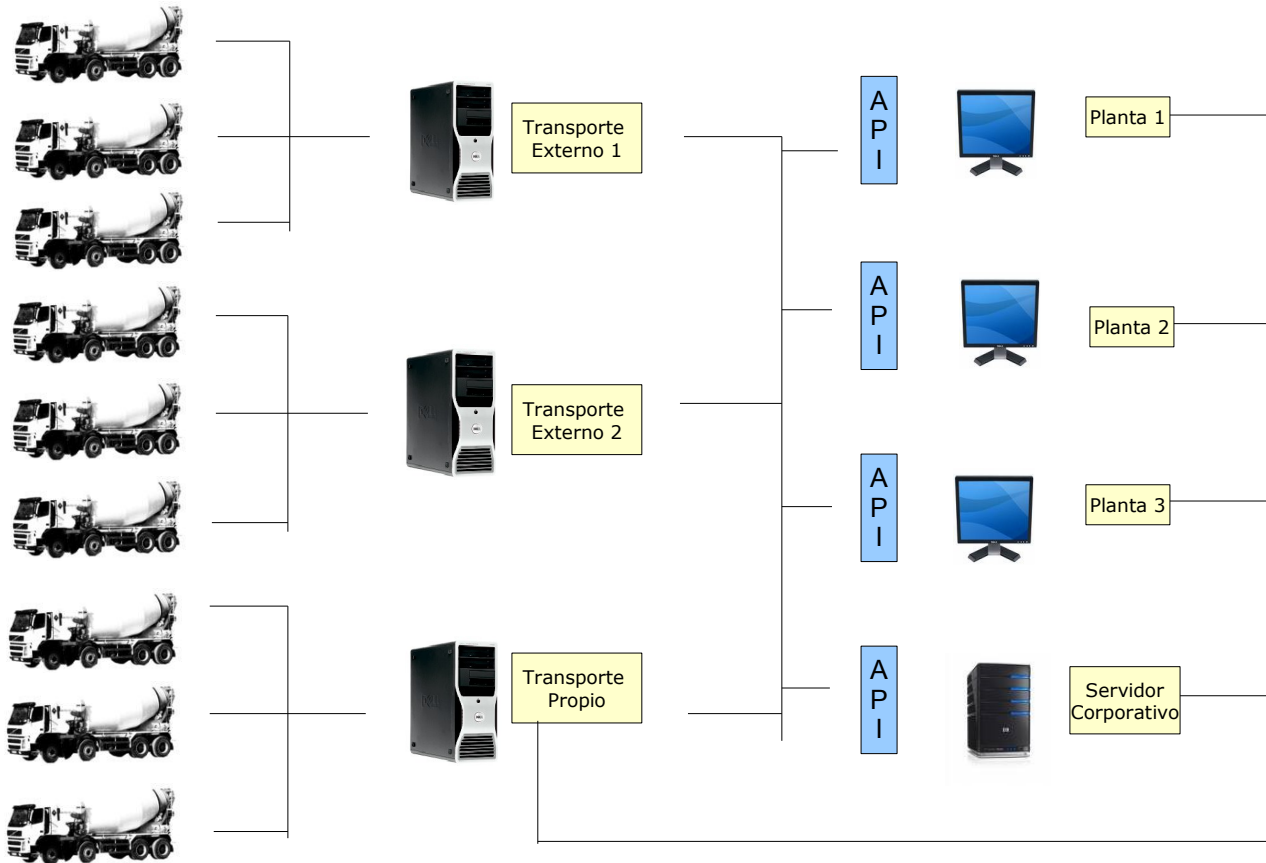 A
P
I
Planta 1
Transporte
Externo 1
A
P
I
Planta 2
Transporte
Externo 2
A
P
I
Planta 3
Transporte
Propio
A
P
I
Servidor
Corporativo